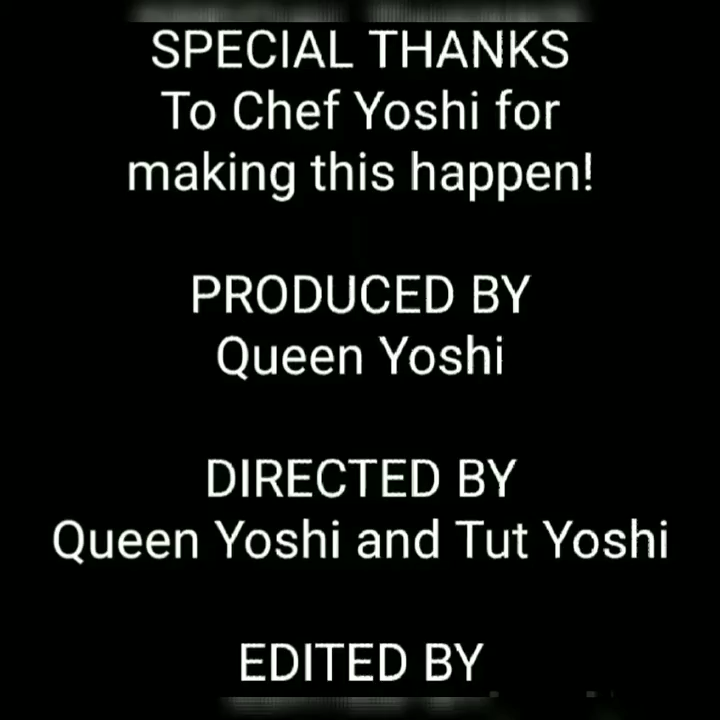 SPECIAL THANKS
To Chef Yoshi for
making this happen!
PRODUCED BY
Queen Yoshi
DIRECTED BY
Queen Yoshi and Tut Yoshi
EDITED BY